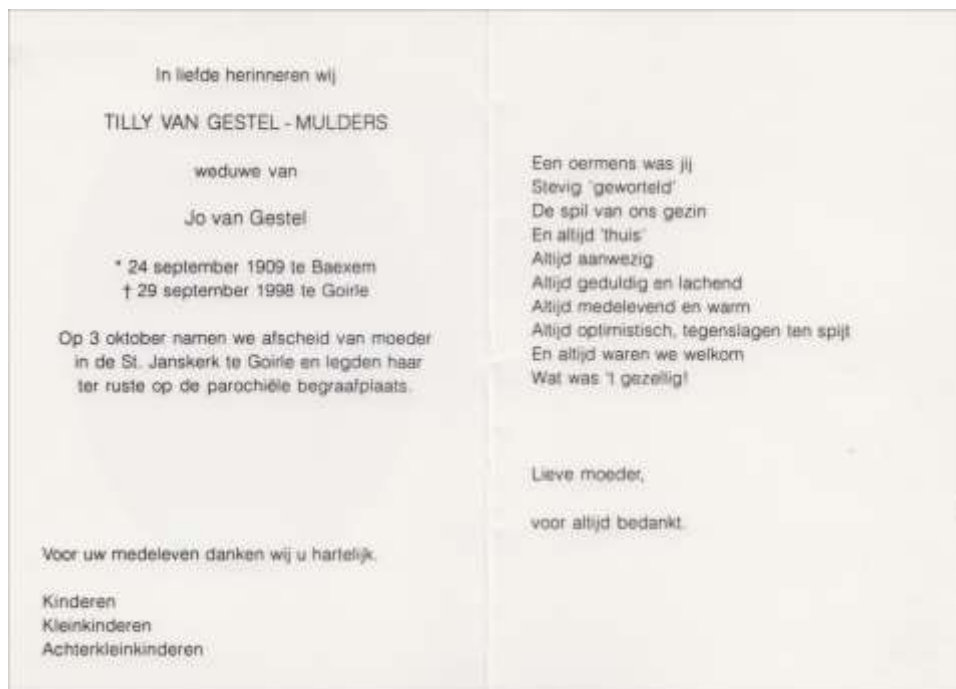 In liefde herinneren wij
TILLY VAN GESTEL - MULDERS
weduwe van
Jo van Gestel
* 24 september 1909 te Baexem
† 29 september 1998 te Goirle
Op 3 oktober namen we afscheid van moeder
in de St. Janskerk te Goirle en legden haar
ter ruste op de parochiële begraafplaats.
Voor uw medeleven danken wij u hartelijk.
Kinderen
Kleinkinderen
Achterkleinkinderen
Een oermens was jij
Stevig 'geworteld'
De spil van ons gezin
En altijd 'thuis'
Altijd aanwezig
Altijd geduldig en lachend
Altijd medelevend en warm
Altijd optimistisch, tegenslagen ten spijt
En altijd waren we welkom
Wat was 't gezellig!
Lieve moeder,
voor altijd bedankt.